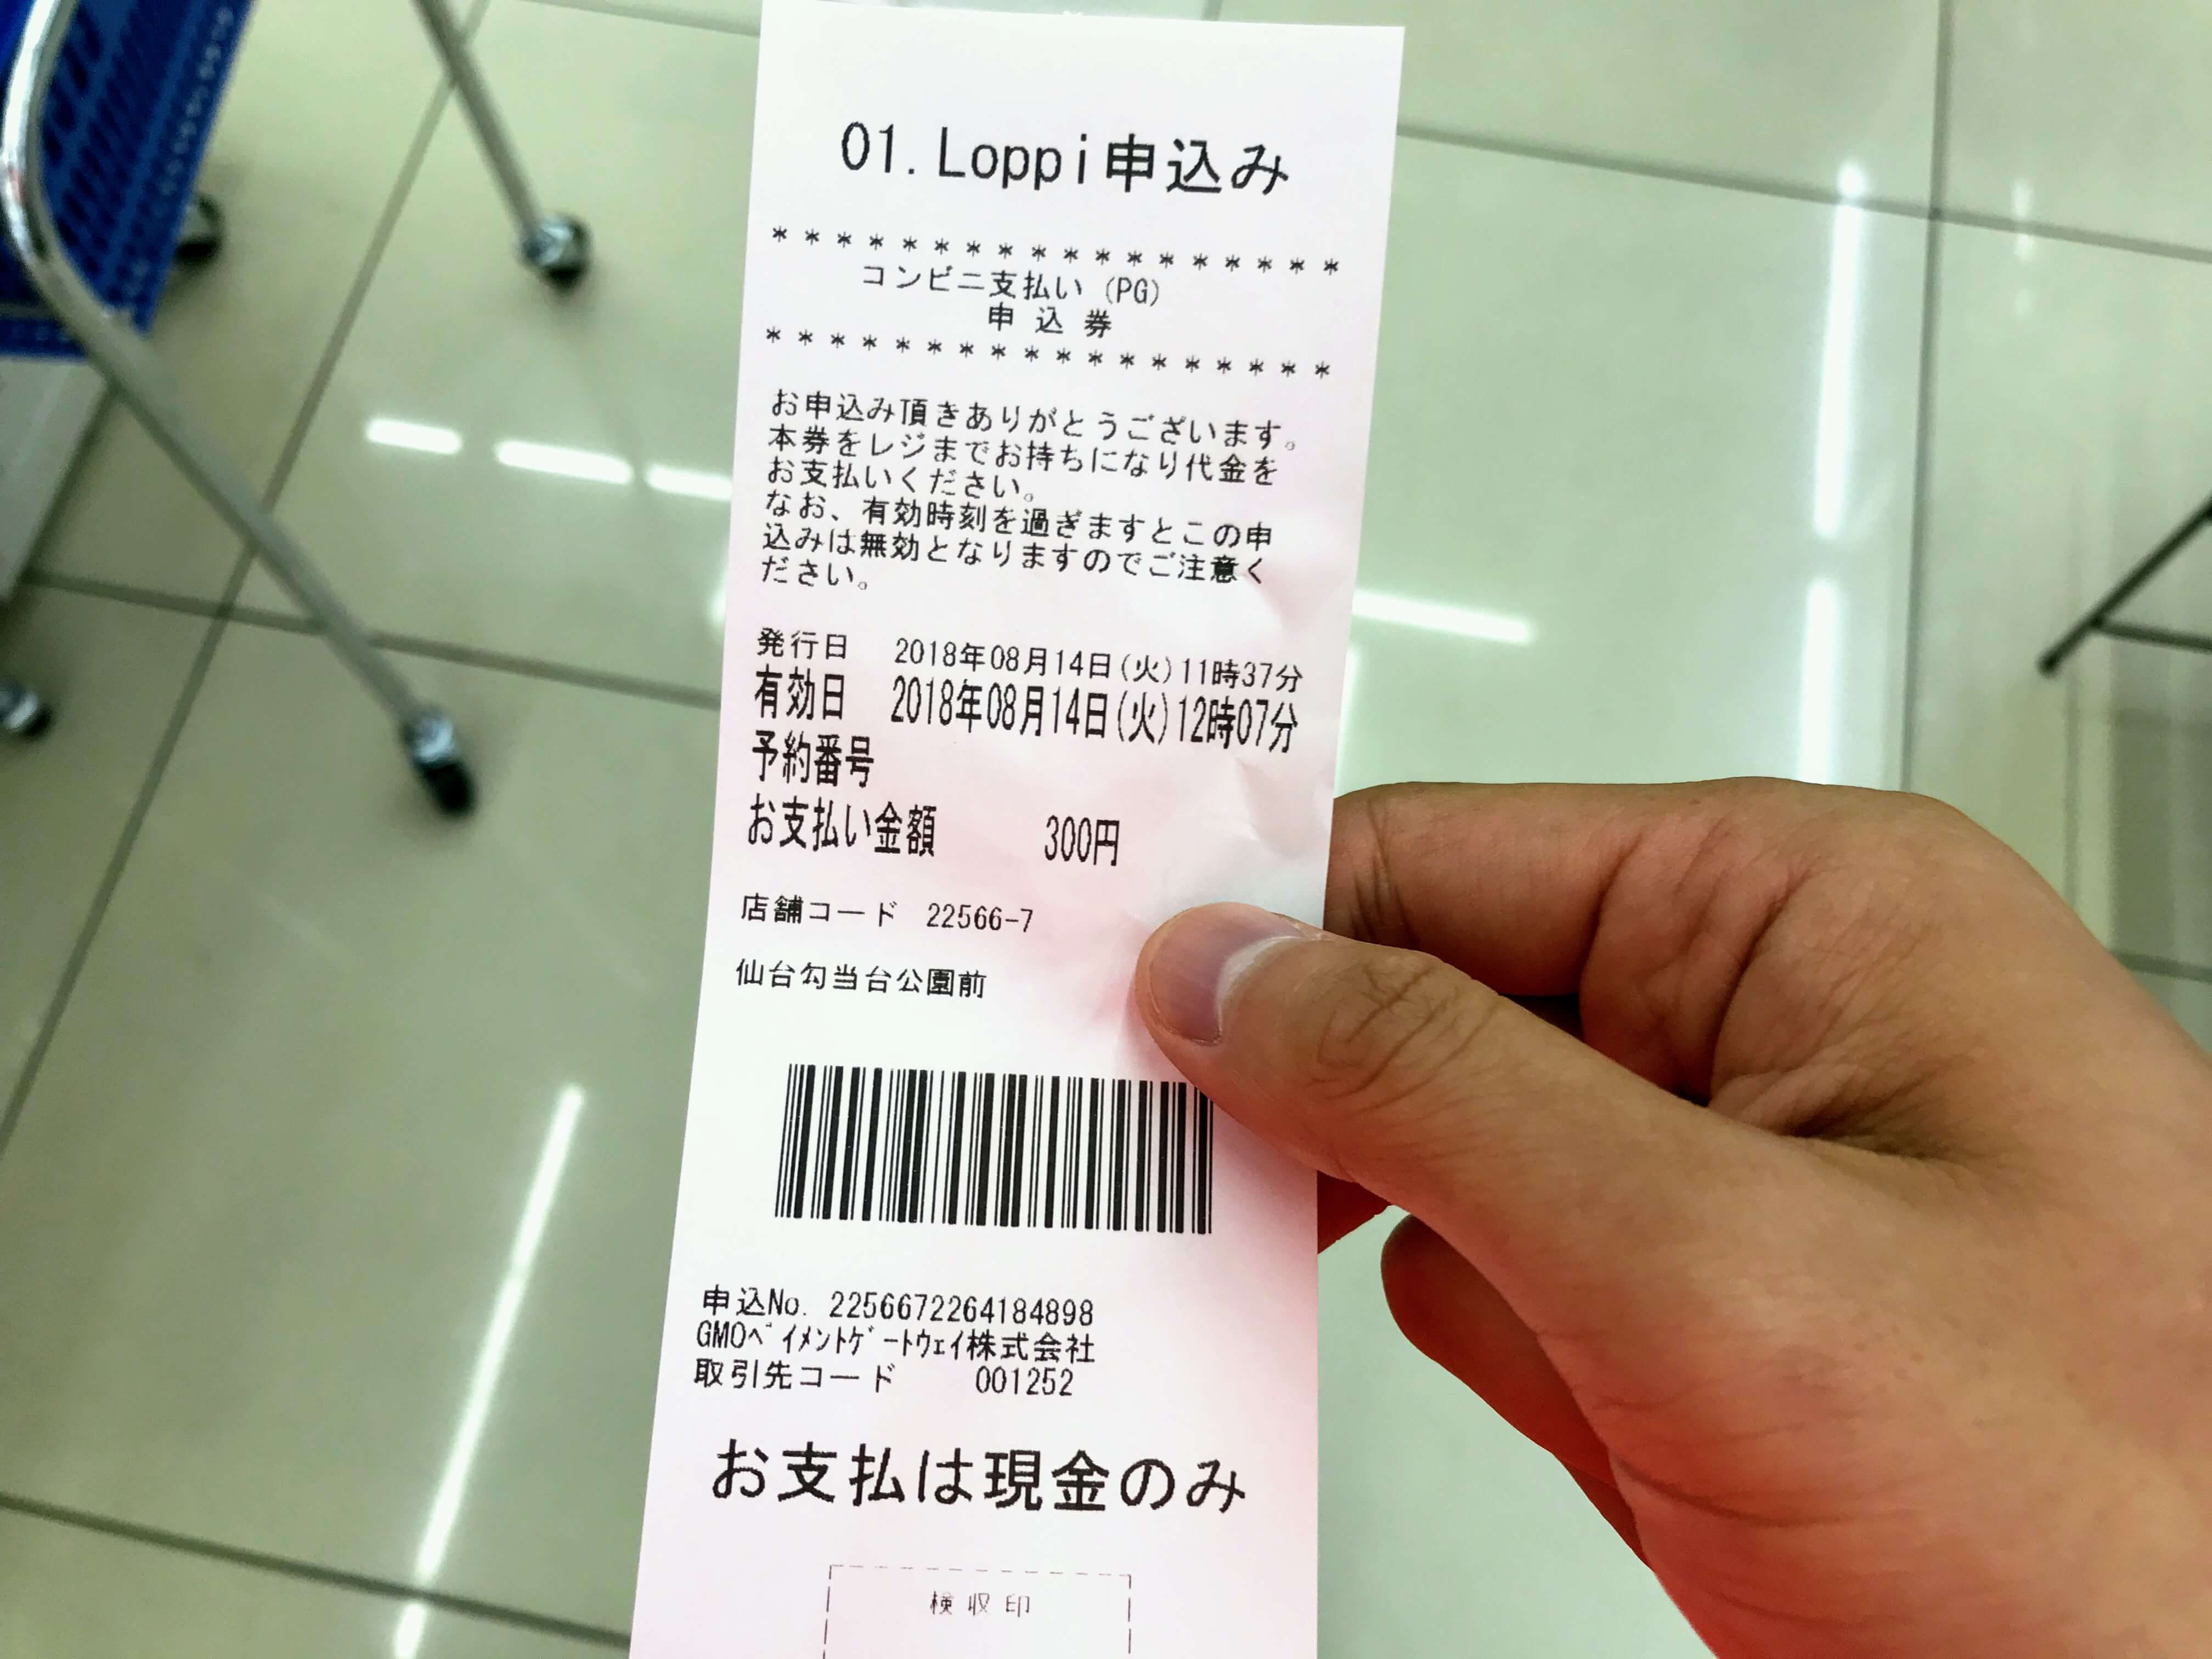 01.Loppi申込み
* * * * * * * * * * * * * * * * * *
コンビニ支払い (PG)
申 込 券
* * * * * * * * * * * * * * * * * *
お申込み頂きありがとうございます。
本券をレジまでお持ちになり代金を
お支払いください。
なお、有効時刻を過ぎますとこの申
込みは無効となりますのでご注意く
ださい。
発行日 2018年08月14日(火)11時37分
有効日 2018年08月14日(火)12時07分
予約番号
お支払い金額 300円
店舗コード 22566-7
仙台勾当台公園前
申込No. 2256672264184898
GMOﾍﾟｲﾒﾝﾄｹﾞｰﾄｳｪｲ株式会社
取引先コード 001252
お支払は現金のみ
検 収 印